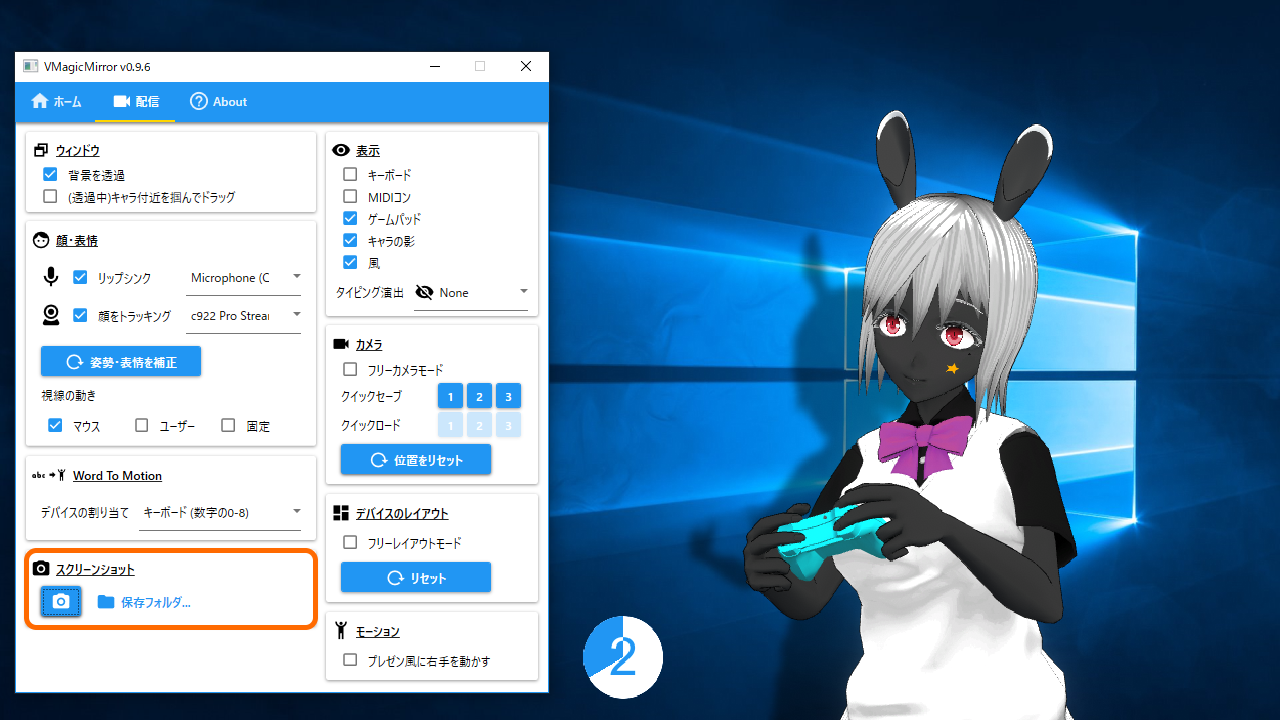 VMagicMirror v0.9.6
ホーム
配信
About
ウィンドウ
背景を透過
(透過中)キャラ付近を掴んでドラッグ
顔・表情
リップシンク
Microphone (C
顔をトラッキング
c922 Pro Strear
姿勢・表情を補正
視線の動き
マウス
ユーザー
固定
abc
Word To Motion
デバイスの割り当て
キーボード (数字の0-8)
スクリーンショット
保存フォルダ...
表示
キーボード
MIDIコン
ゲームパッド
キャラの影
風
タイピング演出
None
カメラ
フリーカメラモード
クイックセーブ
1 2 3
クイックロード
1 2 3
位置をリセット
デバイスのレイアウト
フリーレイアウトモード
リセット
モーション
プレゼン風に右手を動かす
2